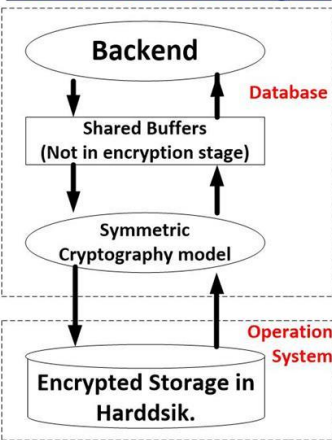 Backend
Database
Shared Buffers
(Not in encryption stage)
Symmetric
Cryptography model
Operation
System
Encrypted Storage in
Harddsik.